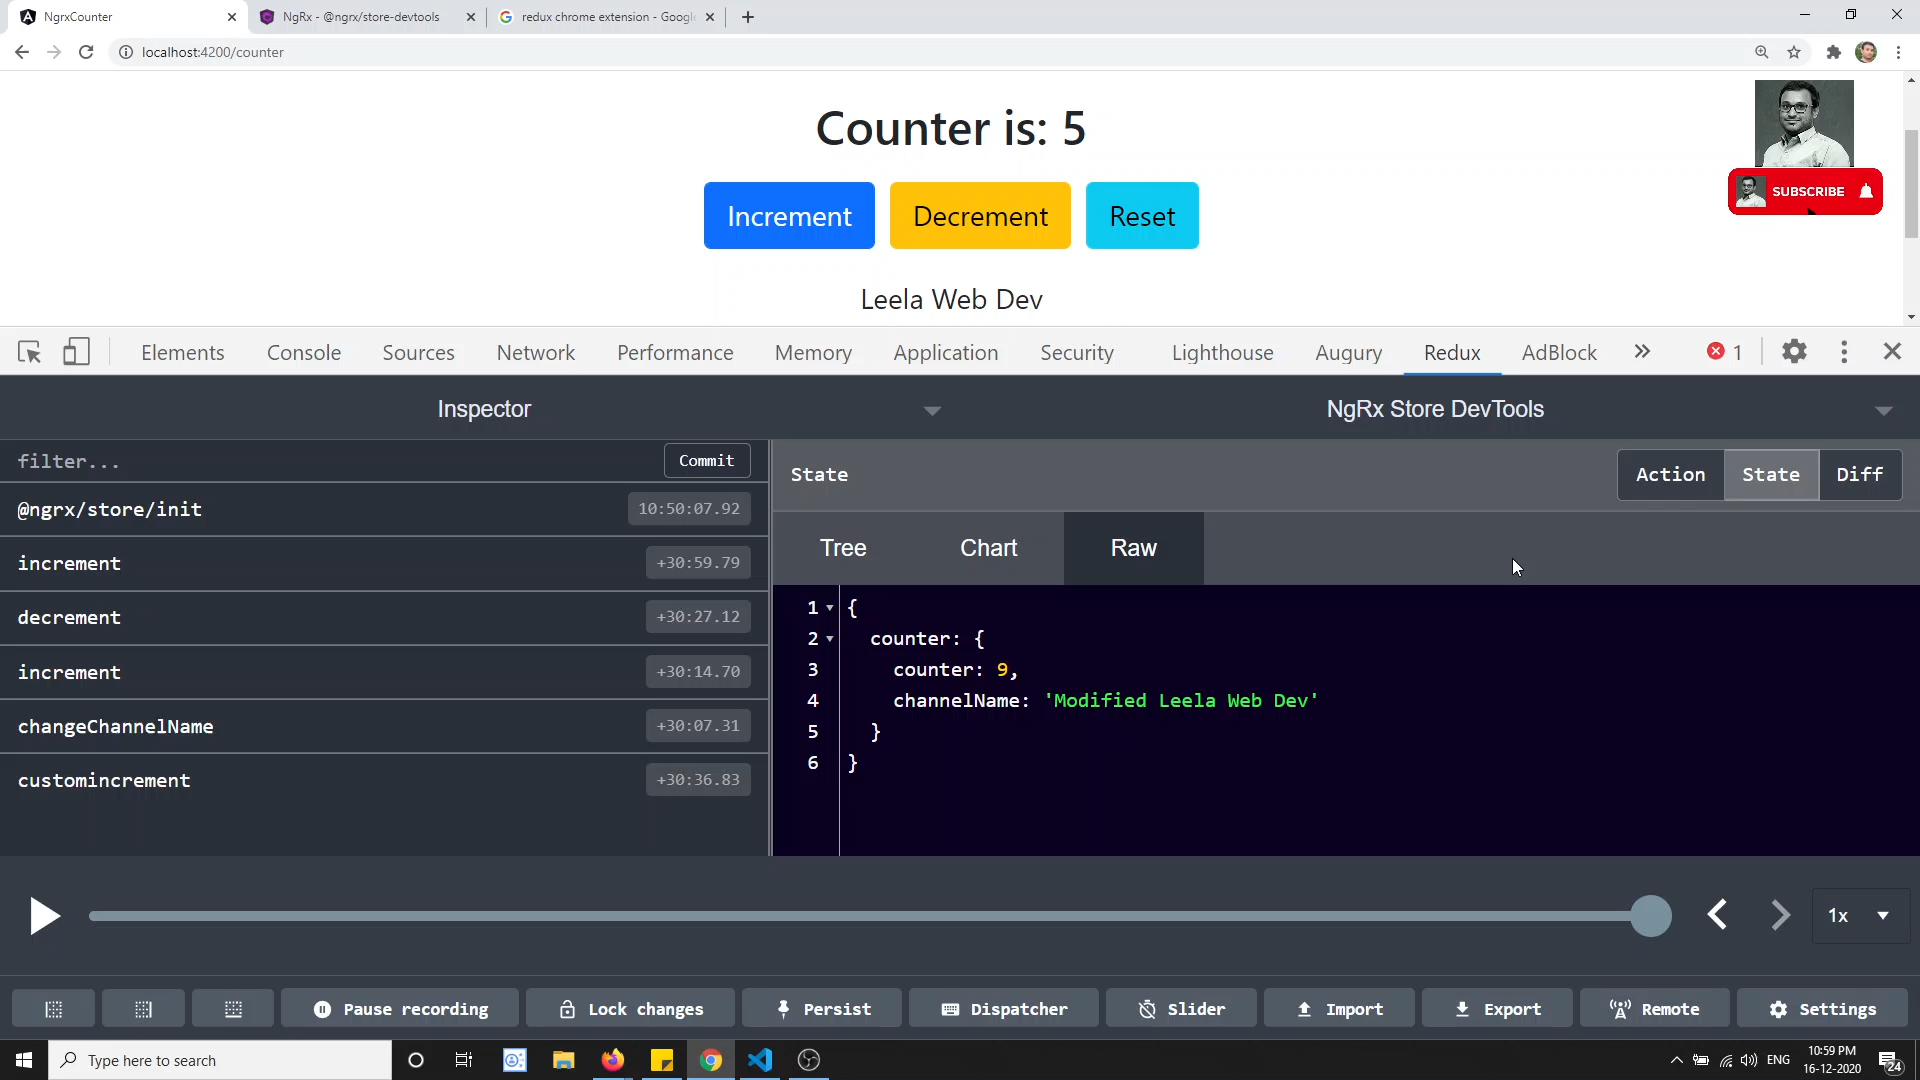 NgrxCounter
NgRx - @ngrx/store-devtools
redux chrome extension - Googl
localhost:4200/counter
Counter is: 5
Increment
Decrement
Reset
SUBSCRIBE
Leela Web Dev
Elements
Console
Sources
Network
Performance
Memory
Application
Security
Lighthouse
Augury
Redux
AdBlock
1
Inspector
NgRx Store DevTools
filter...
Commit
@ngrx/store/init
10:50:07.92
increment
+30:59.79
decrement
+30:27.12
increment
+30:14.70
changeChannelName
+30:07.31
customincrement
+30:36.83
State
Action
State
Diff
Tree
Chart
Raw
1 {
2 counter: {
3 counter: 9,
4 channelName: 'Modified Leela Web Dev'
5 }
6 }
1x
Pause recording
Lock changes
Persist
Dispatcher
Slider
Import
Export
Remote
Settings
Type here to search
ENG
10:59 PM
16-12-2020
24